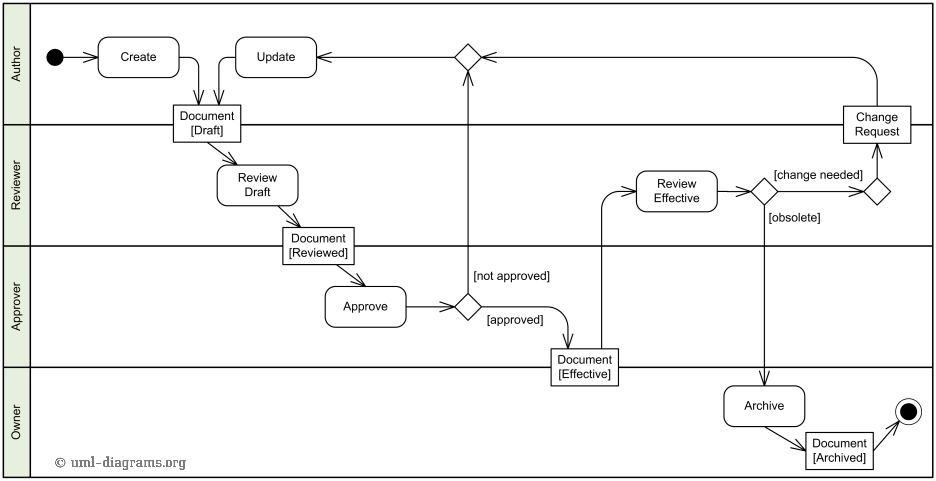 Author
Create
Update
Document
[Draft]
Change
Request
Reviewer
Review
Draft
Review
Effective
[change needed]
[obsolete]
Document
[Reviewed]
Approver
[not approved]
Approve
[approved]
Document
[Effective]
Owner
Archive
Document
[Archived]
© uml-diagrams.org